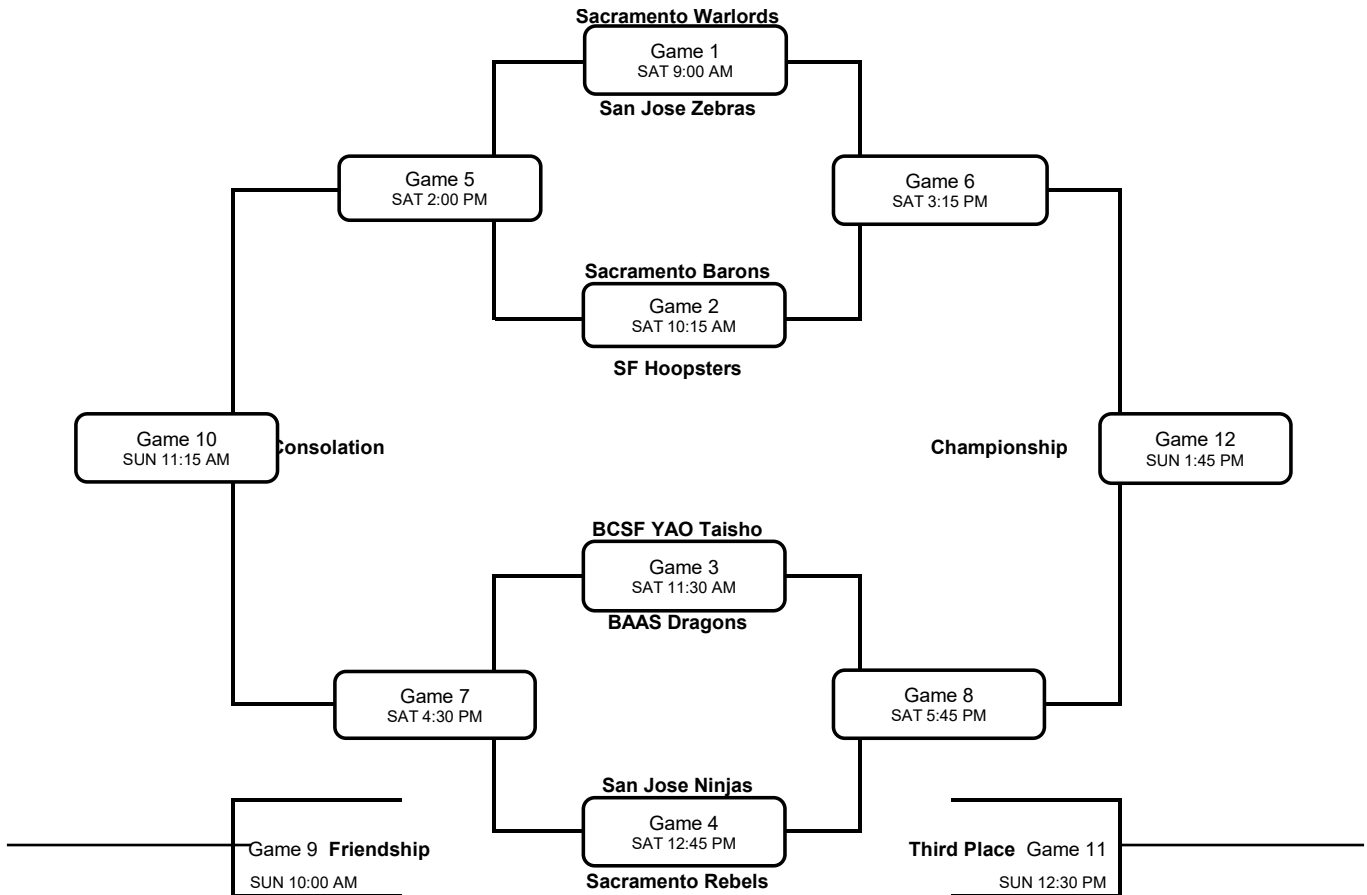 Sacramento Warlords
Game 1
SAT 9:00 AM
San Jose Zebras
Game 5
SAT 2:00 PM
Game 6
SAT 3:15 PM
Sacramento Barons
Game 2
SAT 10:15 AM
SF Hoopsters
Game 10
SUN 11:15 AM
Consolation
Championship
Game 12
SUN 1:45 PM
BCSF YAO Taisho
Game 3
SAT 11:30 AM
BAAS Dragons
Game 7
SAT 4:30 PM
Game 8
SAT 5:45 PM
San Jose Ninjas
Game 4
SAT 12:45 PM
Sacramento Rebels
Game 9 Friendship
SUN 10:00 AM
Third Place Game 11
SUN 12:30 PM